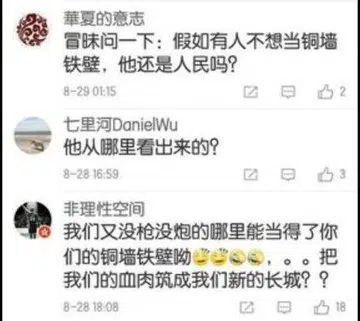 華夏的意志
冒昧问一下：假如有人不想当铜墙
铁壁，他还是人民吗？
8-29 01:15
2
七里河DanielWu
他从哪里看出来的？
8-28 16:59
3
非理性空间
我们又没枪没炮的哪里能当得了你
们的铜墙铁壁呦，。。把
我们的血肉筑成我们新的长城？？
8-28 18:08
1